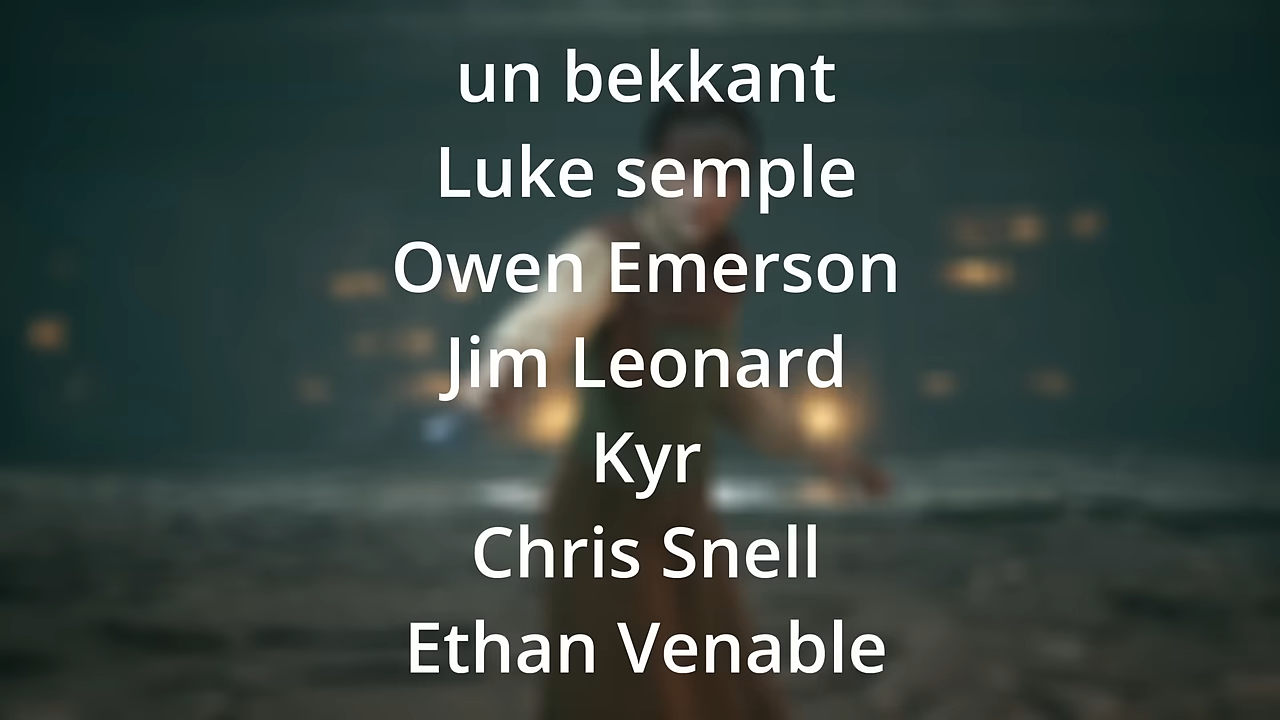 un bekkant
Luke semple
Owen Emerson
Jim Leonard
Kyr
Chris Snell
Ethan Venable